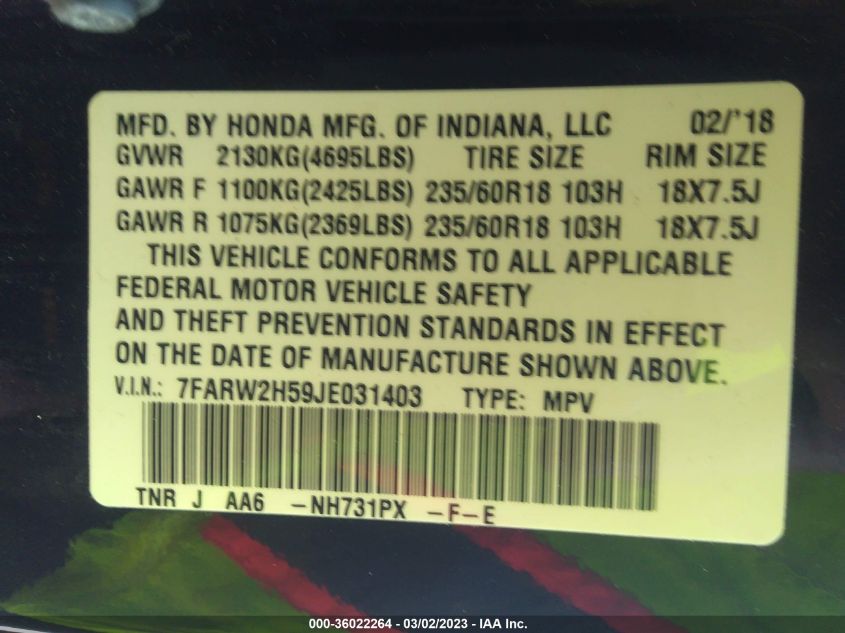 MFD. BY HONDA MFG. OF INDIANA, LLC 02/'18
GVWR 2130KG(4695LBS) TIRE SIZE RIM SIZE
GAWR F 1100KG(2425LBS) 235/60R18 103H 18X7.5J
GAWR R 1075KG(2369LBS) 235/60R18 103H 18X7.5J
THIS VEHICLE CONFORMS TO ALL APPLICABLE
FEDERAL MOTOR VEHICLE SAFETY
AND THEFT PREVENTION STANDARDS IN EFFECT
ON THE DATE OF MANUFACTURE SHOWN ABOVE.
V.I.N.: 7FARW2H59JE031403 TYPE: MPV
TNR J AA6 -NH731PX -F-E
000-36022264 - 03/02/2023 - IAA Inc.